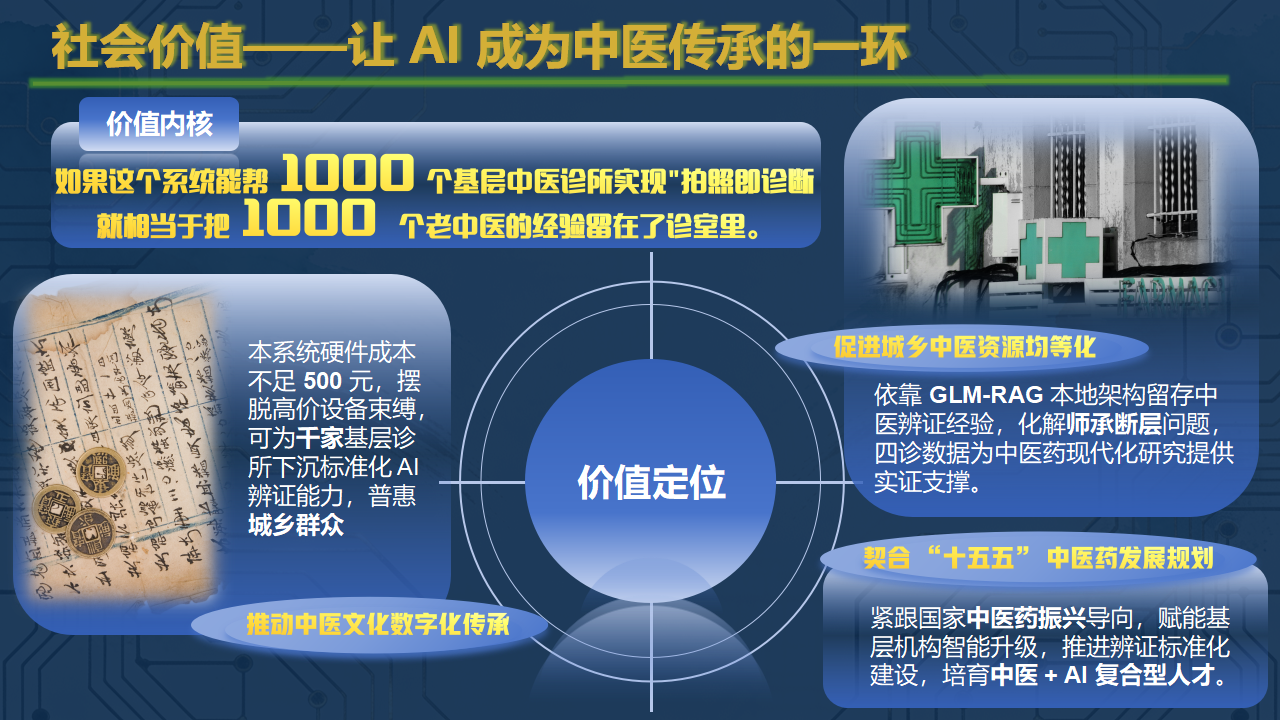 社会价值——让 AI 成为中医传承的一环
价值内核
如果这个系统能帮 1000 个基层中医诊所实现"拍照即诊断
就相当于把 1000 个老中医的经验留在了诊室里。
本系统硬件成本
不足 500 元，摆
脱高价设备束缚，
可为千家基层诊
所下沉标准化 AI
辨证能力，普惠
城乡群众
推动中医文化数字化传承
价值定位
促进城乡中医资源均等化
依靠 GLM-RAG 本地架构留存中
医辨证经验，化解师承断层问题，
四诊数据为中医药现代化研究提供
实证支撑。
契合“十五五”中医药发展规划
紧跟国家中医药振兴导向，赋能基
层机构智能升级，推进辨证标准化
建设，培育中医 + AI 复合型人才。